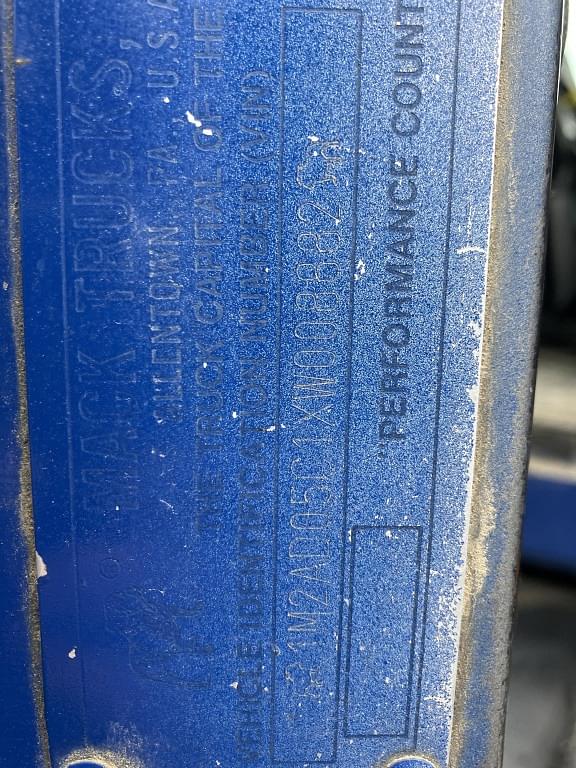 MACK TRUCKS,
ALLENTOWN, PA., U.S.A
THE TRUCK CAPITAL OF THE
VEHICLE IDENTIFICATION NUMBER (VIN)
PERFORMANCE COUNT